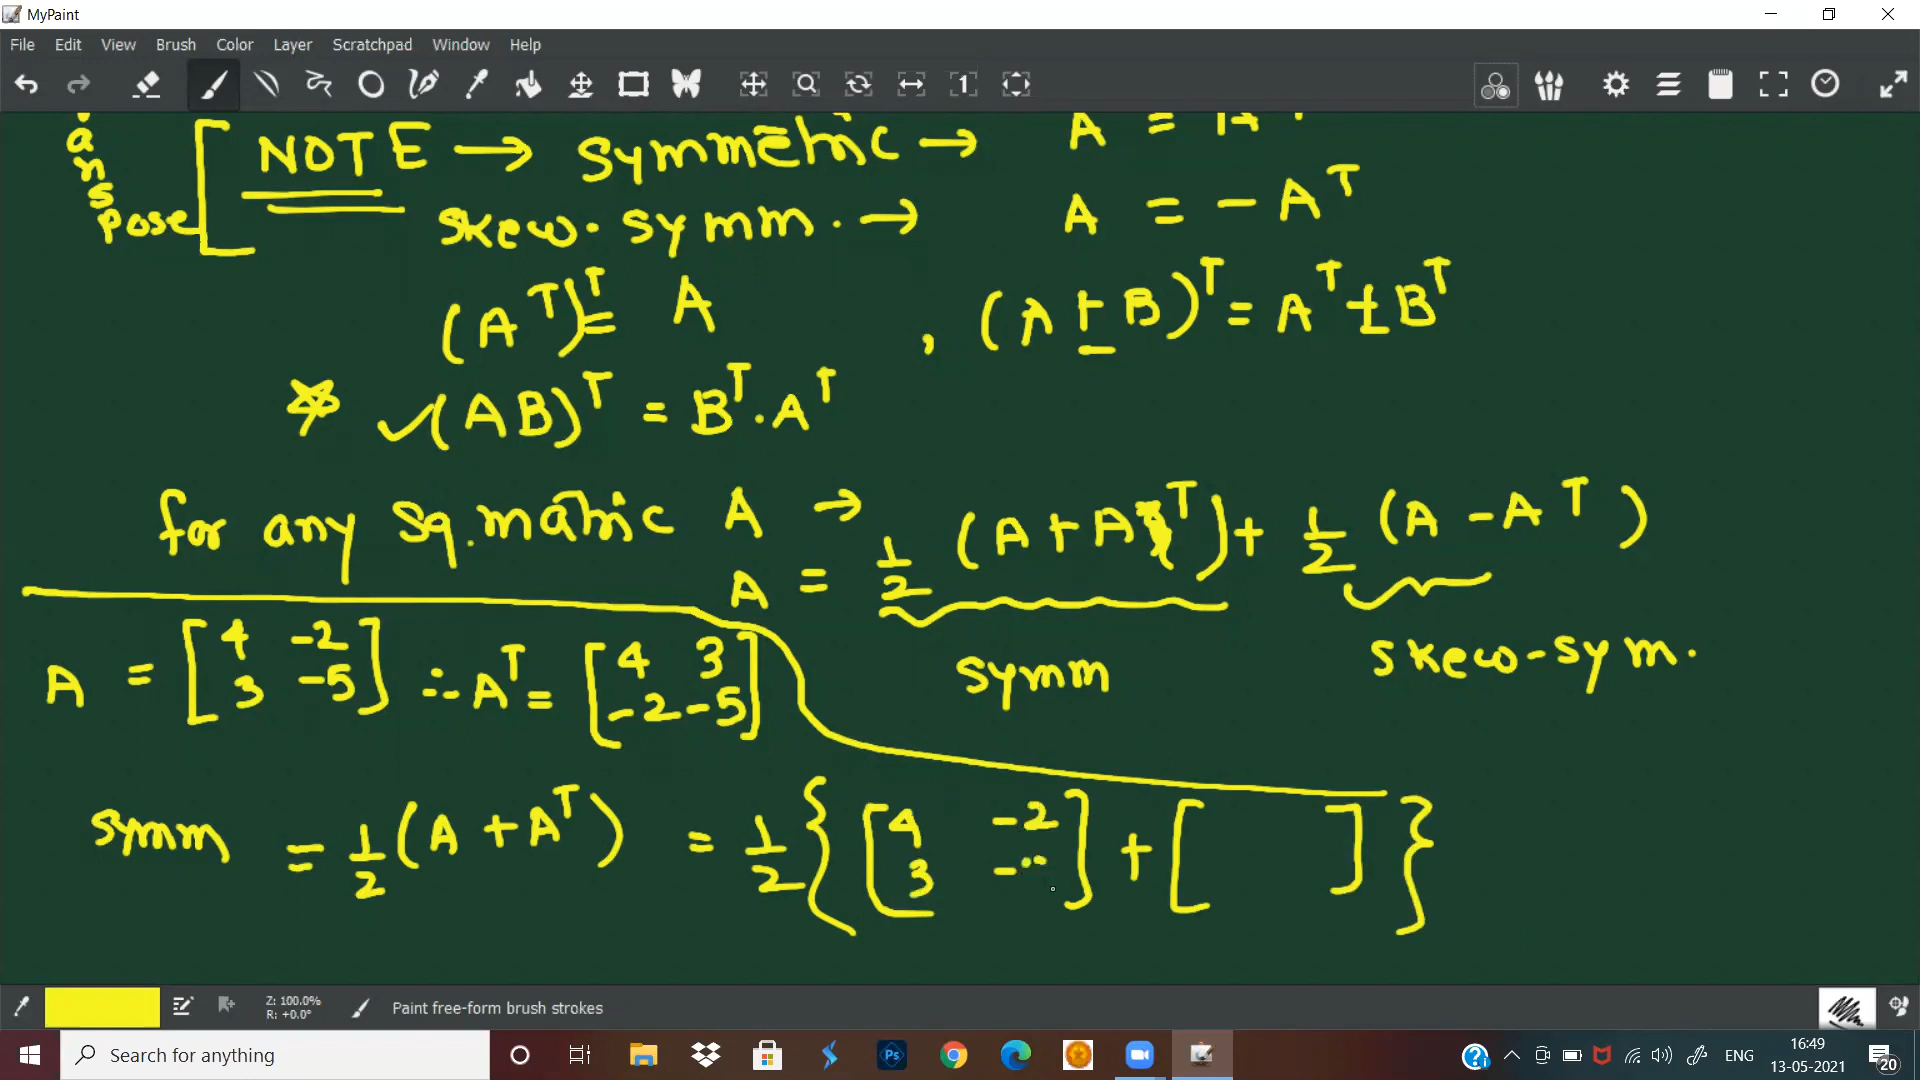 MyPaint
File Edit View Brush Color Layer Scratchpad Window Help
anspose [ NOTE → Symmetric → A = A
skew-symm. → A = -Aᵀ
(Aᵀ)ᵀ = A , (A ± B)ᵀ = Aᵀ ± Bᵀ
☆ ✓(AB)ᵀ = Bᵀ . Aᵀ
for any Sq. matric A →
A = 1/2 (A + Aᵀ) + 1/2 (A - Aᵀ)
symm skew-sym.
A = [4 -2; 3 -5] ∴ Aᵀ = [4 3; -2 -5]
symm = 1/2 (A + Aᵀ) = 1/2 { [4 -2; 3 -] + [ ] }
Z: 100.0%
R: +0.0°
Paint free-form brush strokes
Search for anything
Ps
ENG
16:49
13-05-2021
20